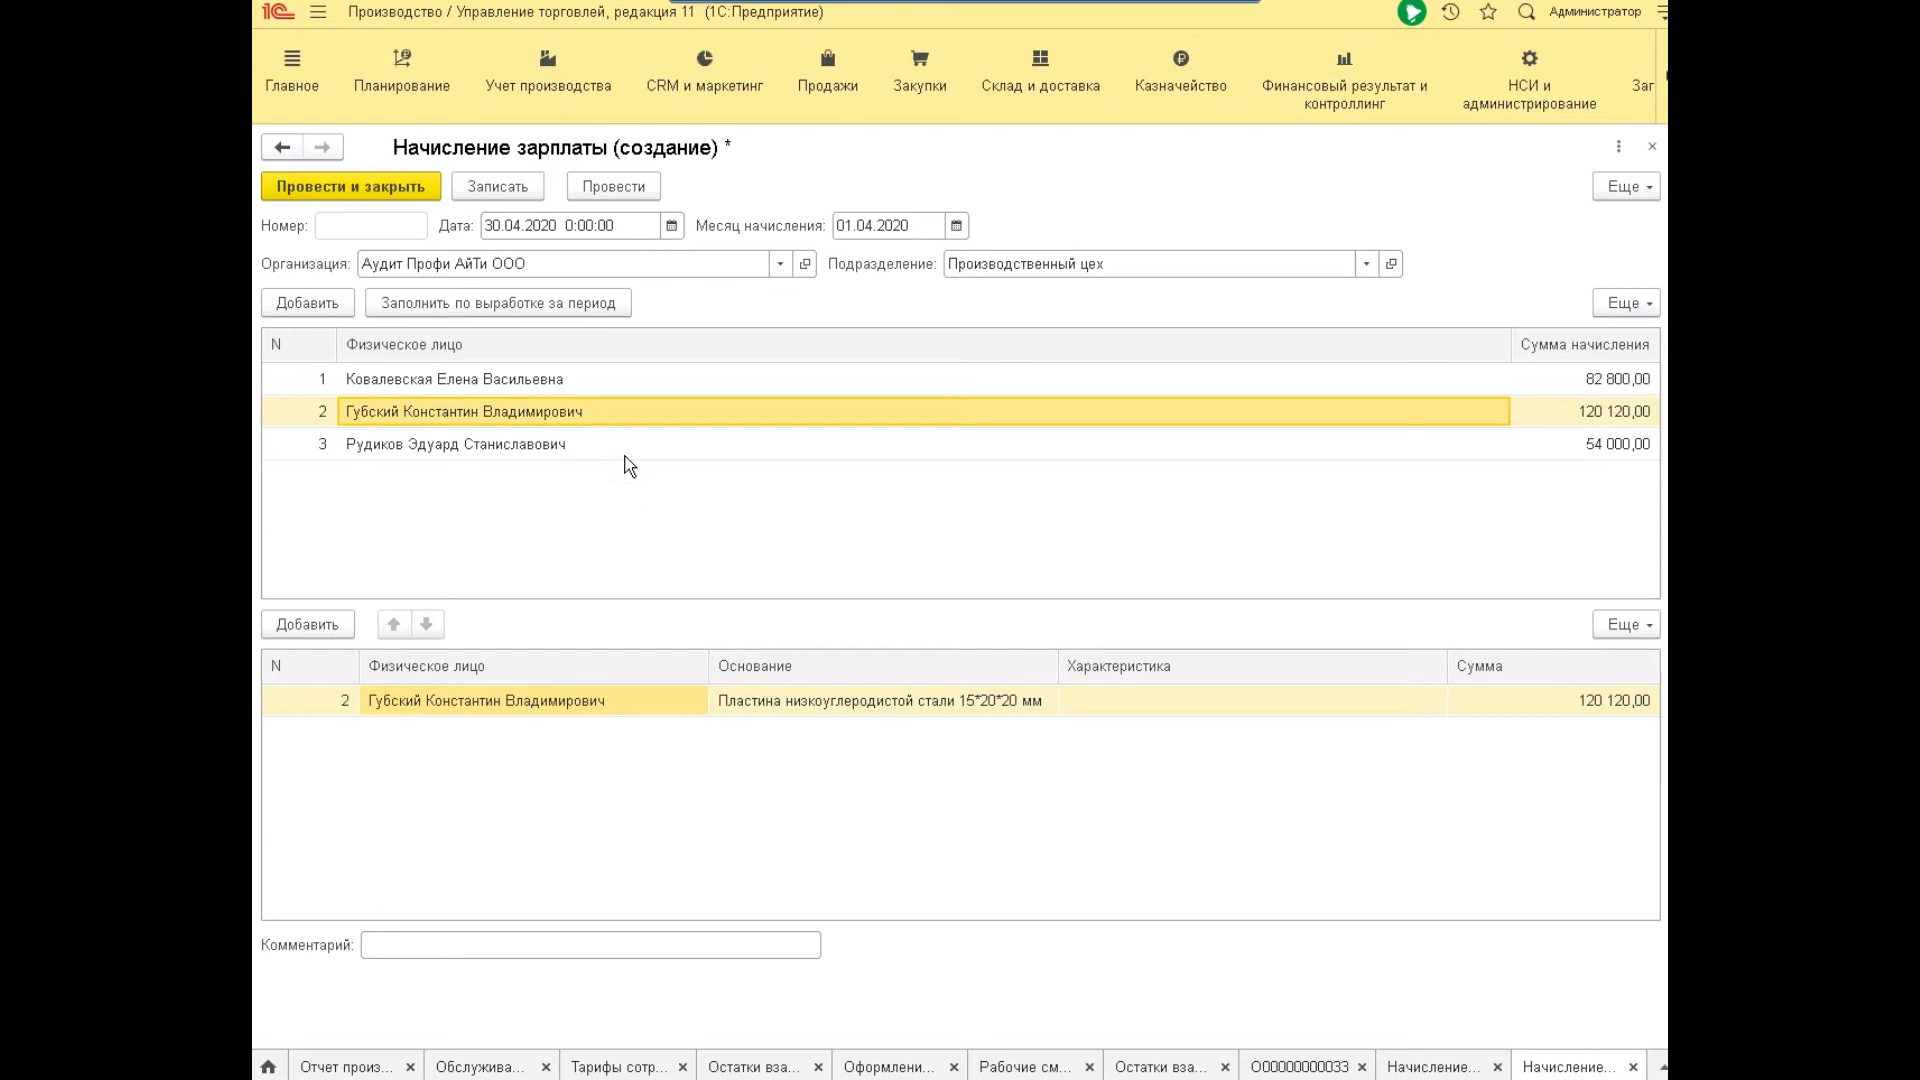 1С Производство / Управление торговлей, редакция 11 (1С:Предприятие) Администратор
Главное Планирование Учет производства CRM и маркетинг Продажи Закупки Склад и доставка Казначейство Финансовый результат и контроллинг НСИ и администрирование Заг
Начисление зарплаты (создание) *
Провести и закрыть Записать Провести Еще
Номер: Дата: 30.04.2020 0:00:00 Месяц начисления: 01.04.2020
Организация: Аудит Профи АйТи ООО Подразделение: Производственный цех
Добавить Заполнить по выработке за период Еще
N Физическое лицо Сумма начисления
1 Ковалевская Елена Васильевна 82 800,00
2 Губский Константин Владимирович 120 120,00
3 Рудиков Эдуард Станиславович 54 000,00
Добавить Еще
N Физическое лицо Основание Характеристика Сумма
2 Губский Константин Владимирович Пластина низкоуглеродистой стали 15*20*20 мм 120 120,00
Комментарий:
Отчет произ... Обслужива... Тарифы сотр... Остатки вза... Оформлени... Рабочие см... Остатки вза... О00000000033 Начисление... Начисление...